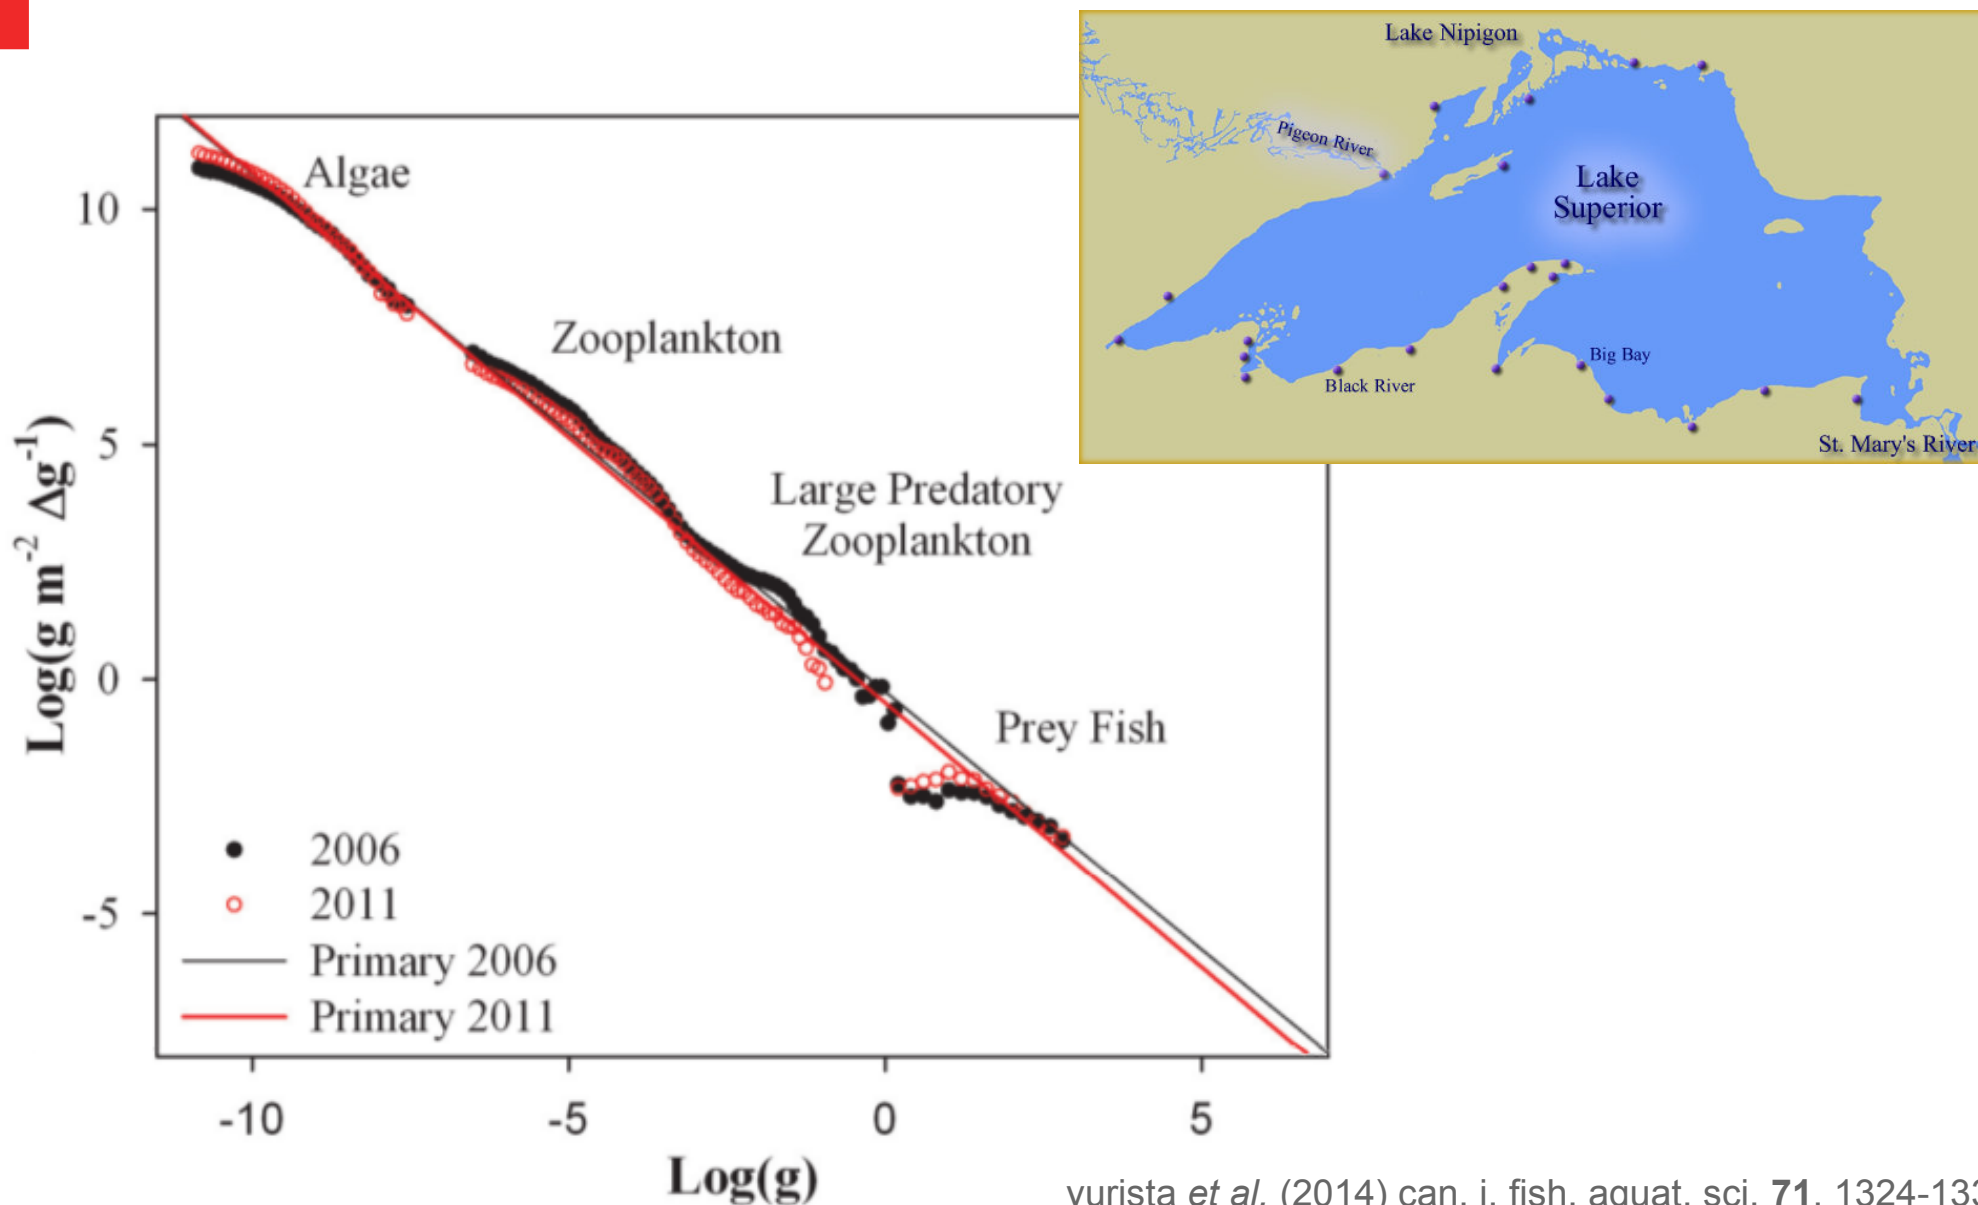 Lake Nipigon
Pigeon River
Lake
Superior
Big Bay
Black River
St. Mary's River
Algae
Zooplankton
Large Predatory
Zooplankton
Prey Fish
10
5
0
-5
Log(g m⁻² Δg⁻¹)
2006
2011
Primary 2006
Primary 2011
-10 -5 0 5
Log(g)
yurista et al. (2014) can. j. fish. aquat. sci. 71, 1324-133